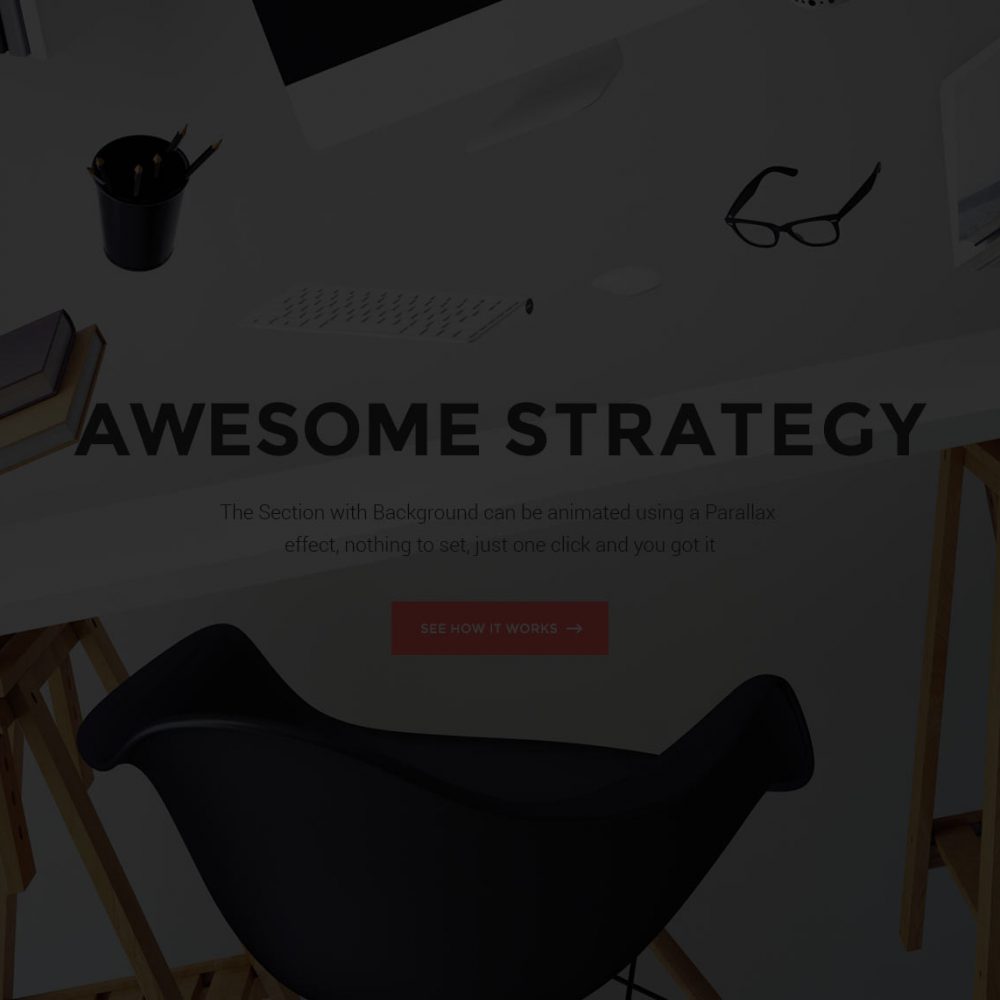 AWESOME STRATEGY
The Section with Background can be animated using a Parallax
effect, nothing to set, just one click and you got it
SEE HOW IT WORKS →